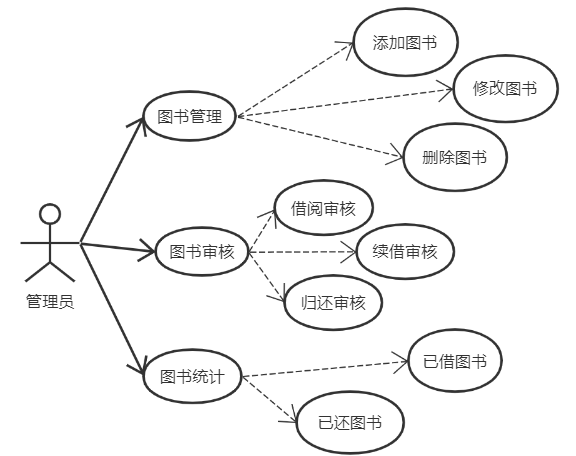 添加图书
修改图书
图书管理
删除图书
借阅审核
图书审核
续借审核
管理员
归还审核
已借图书
图书统计
已还图书